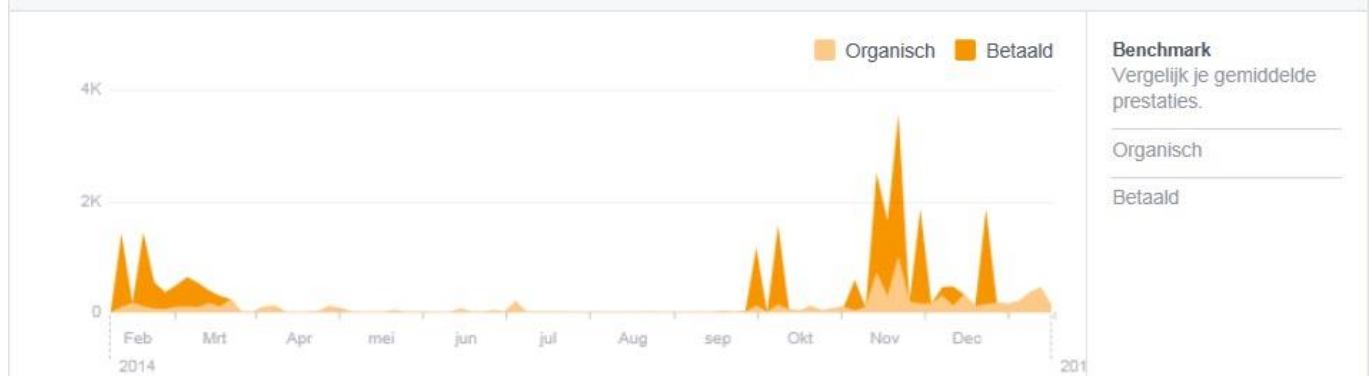 Organisch
Betaald
4K
2K
0
Feb
Mrt
Apr
mei
jun
jul
Aug
sep
Okt
Nov
Dec
2014
201
Benchmark
Vergelijk je gemiddelde
prestaties.
Organisch
Betaald